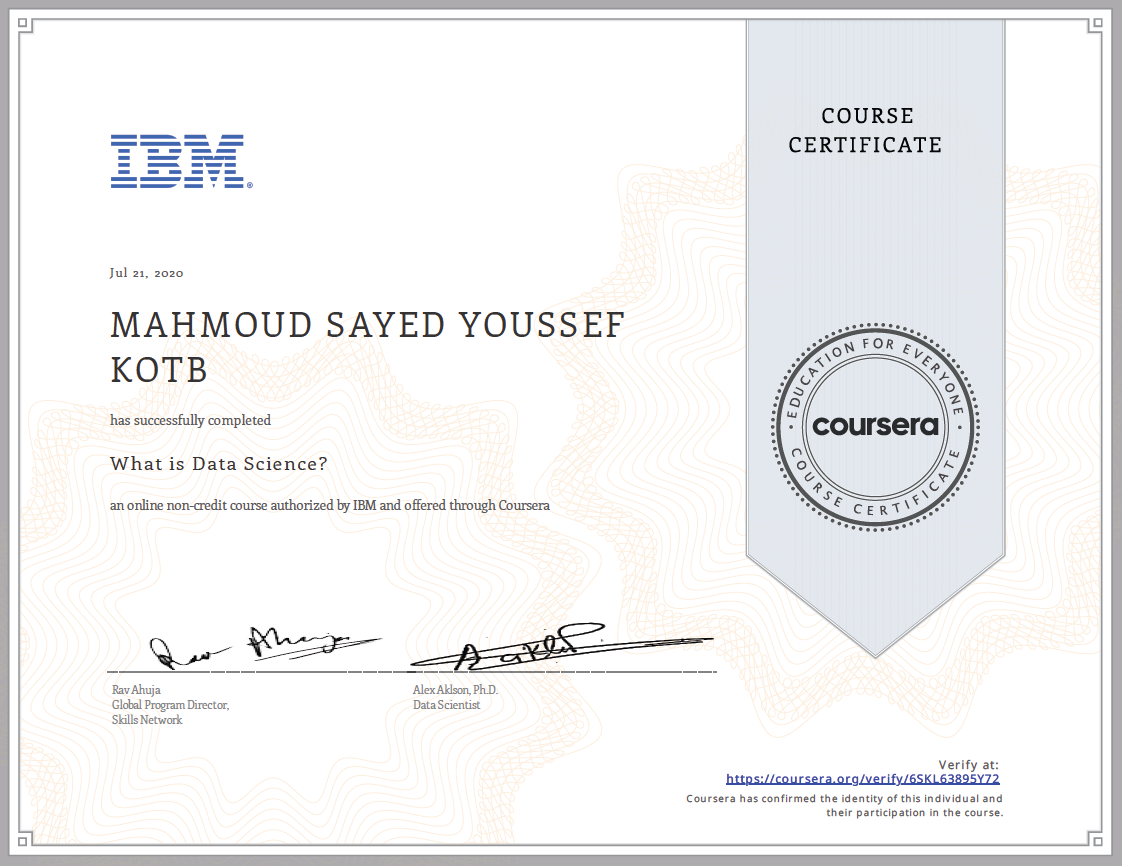 COURSE
CERTIFICATE
IBM®
Jul 21, 2020
MAHMOUD SAYED YOUSSEF
KOTB
has successfully completed
What is Data Science?
an online non-credit course authorized by IBM and offered through Coursera
EDUCATION FOR EVERYONE
coursera
COURSE CERTIFICATE
Rav Ahuja
Global Program Director,
Skills Network
Alex Aklson, Ph.D.
Data Scientist
Verify at:
https://coursera.org/verify/6SKL63895Y72
Coursera has confirmed the identity of this individual and
their participation in the course.